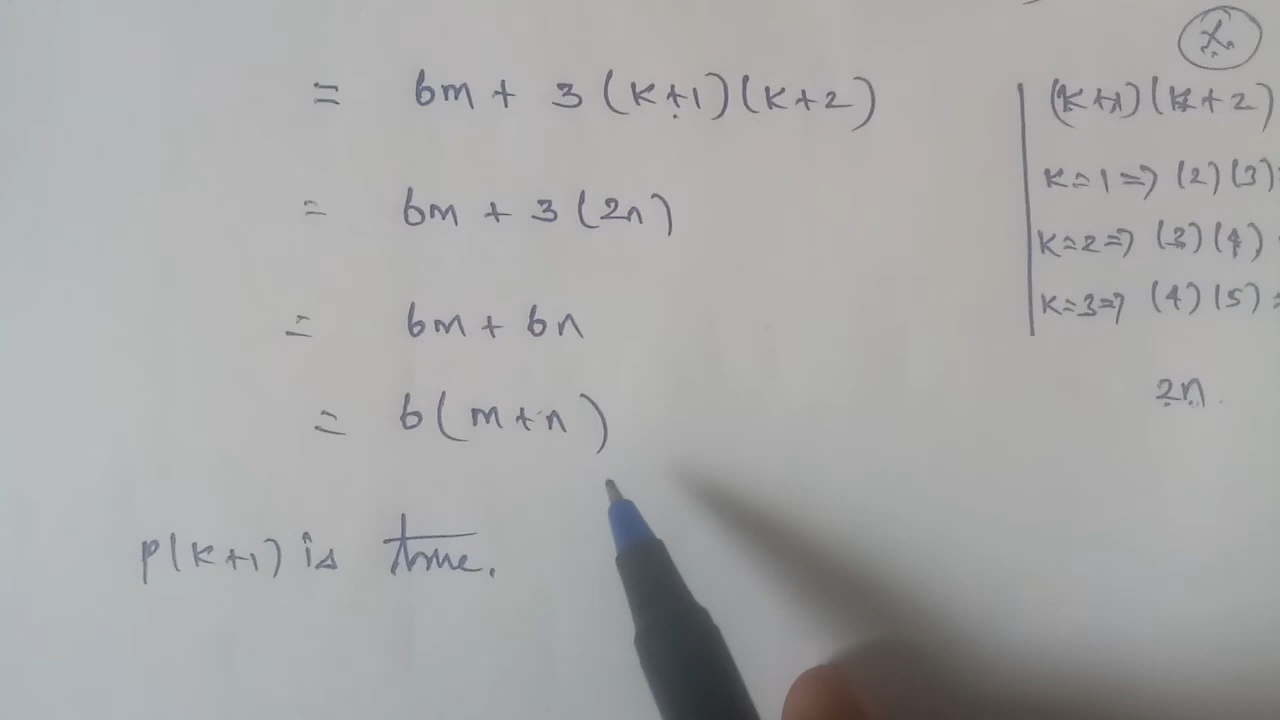 = 6m + 3(k+1)(k+2)
= 6m + 3(2n)
= 6m + 6n
= 6(m+n)
P(k+1) is true.
(k+1)(k+2)
k=1=> (2)(3)=
k=2=> (3)(4)=
k=3=> (4)(5)=
2n